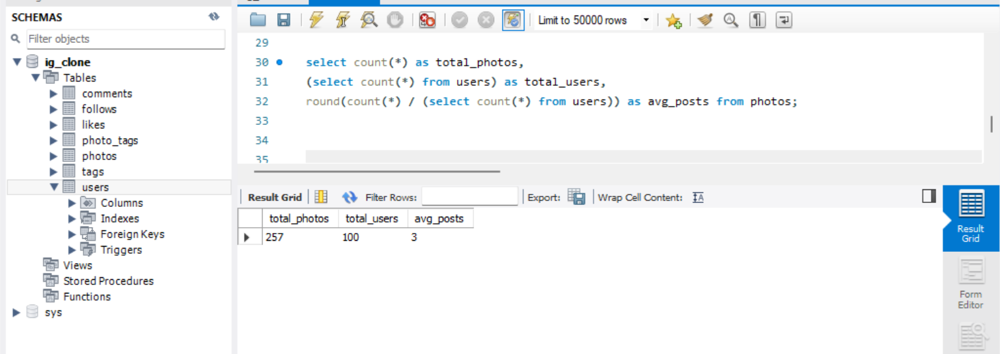 SCHEMAS
Filter objects
ig_clone
Tables
comments
follows
likes
photo_tags
photos
tags
users
Columns
Indexes
Foreign Keys
Triggers
Views
Stored Procedures
Functions
sys
Limit to 50000 rows
29
30 select count(*) as total_photos,
31 (select count(*) from users) as total_users,
32 round(count(*) / (select count(*) from users)) as avg_posts from photos;
33
34
35
Result Grid Filter Rows: Export: Wrap Cell Content:
total_photos total_users avg_posts
257 100 3
Result
Grid
Form
Editor